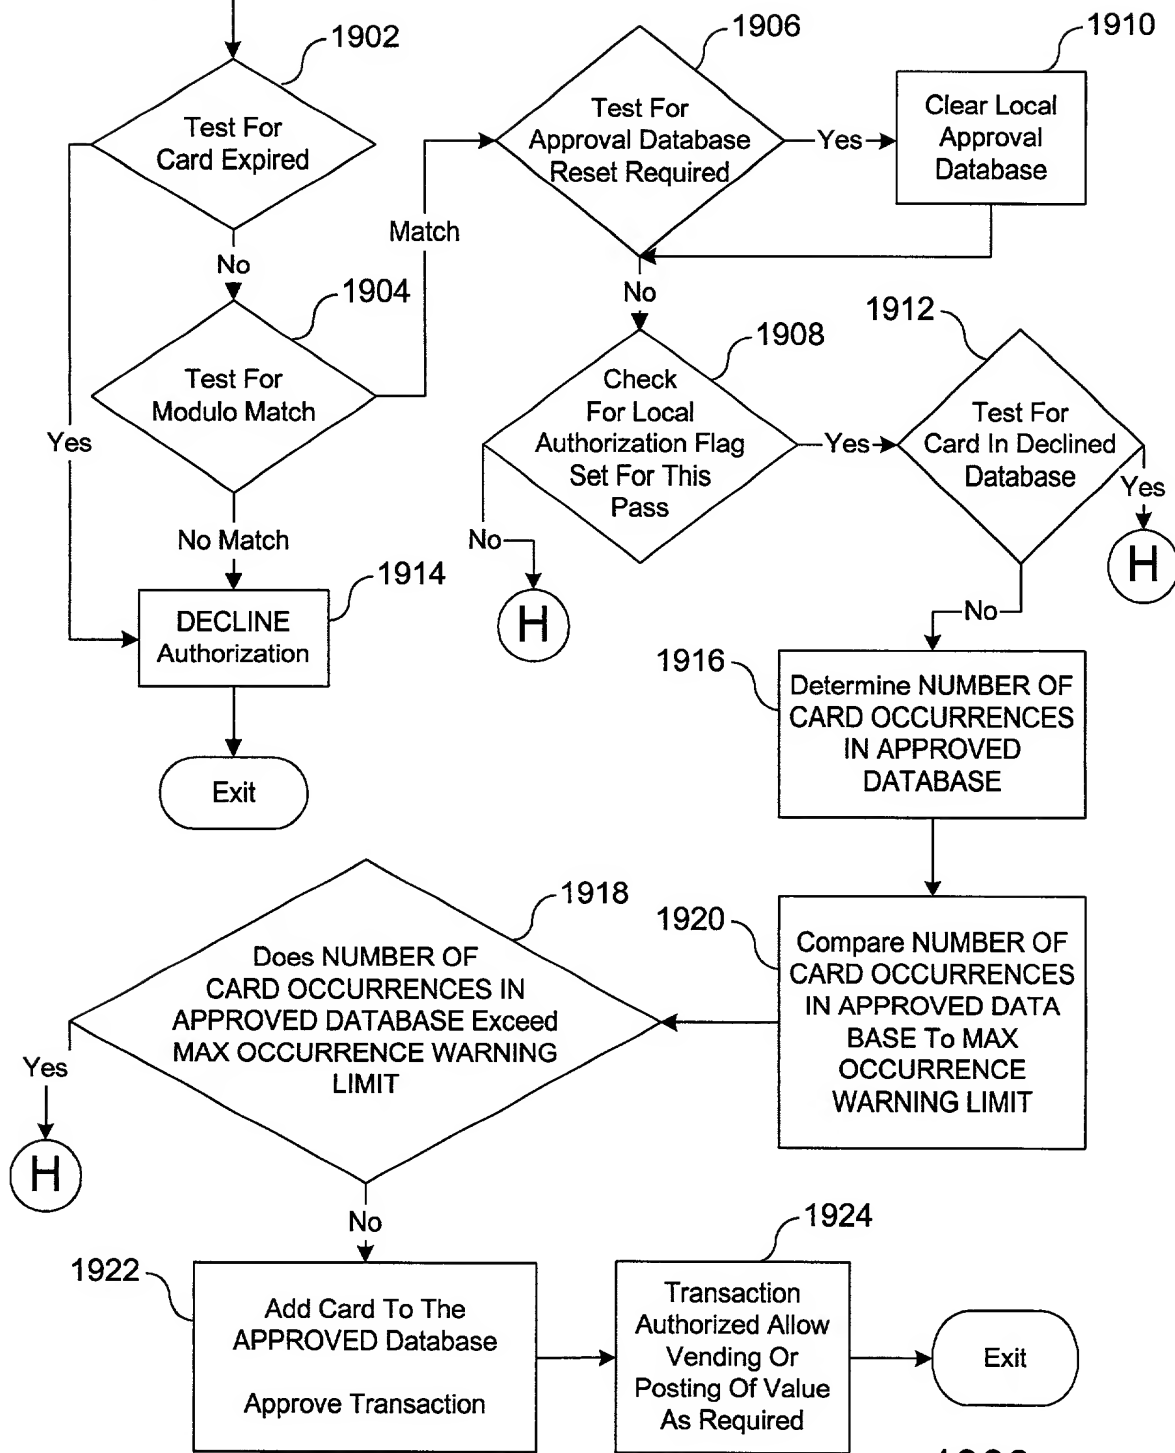 1902
Test For
Card Expired
No
1904
Test For
Modulo Match
Yes
No Match
1914
DECLINE
Authorization
Exit
Match
1906
Test For
Approval Database
Reset Required
Yes
1910
Clear Local
Approval
Database
No
1908
Check
For Local
Authorization Flag
Set For This
Pass
No
H
Yes
1912
Test For
Card In Declined
Database
Yes
H
No
1916
Determine NUMBER OF
CARD OCCURRENCES
IN APPROVED
DATABASE
1920
Compare NUMBER OF
CARD OCCURRENCES
IN APPROVED DATA
BASE To MAX
OCCURRENCE
WARNING LIMIT
1918
Does NUMBER OF
CARD OCCURRENCES IN
APPROVED DATABASE Exceed
MAX OCCURRENCE WARNING
LIMIT
Yes
H
No
1922
Add Card To The
APPROVED Database
Approve Transaction
1924
Transaction
Authorized Allow
Vending Or
Posting Of Value
As Required
Exit